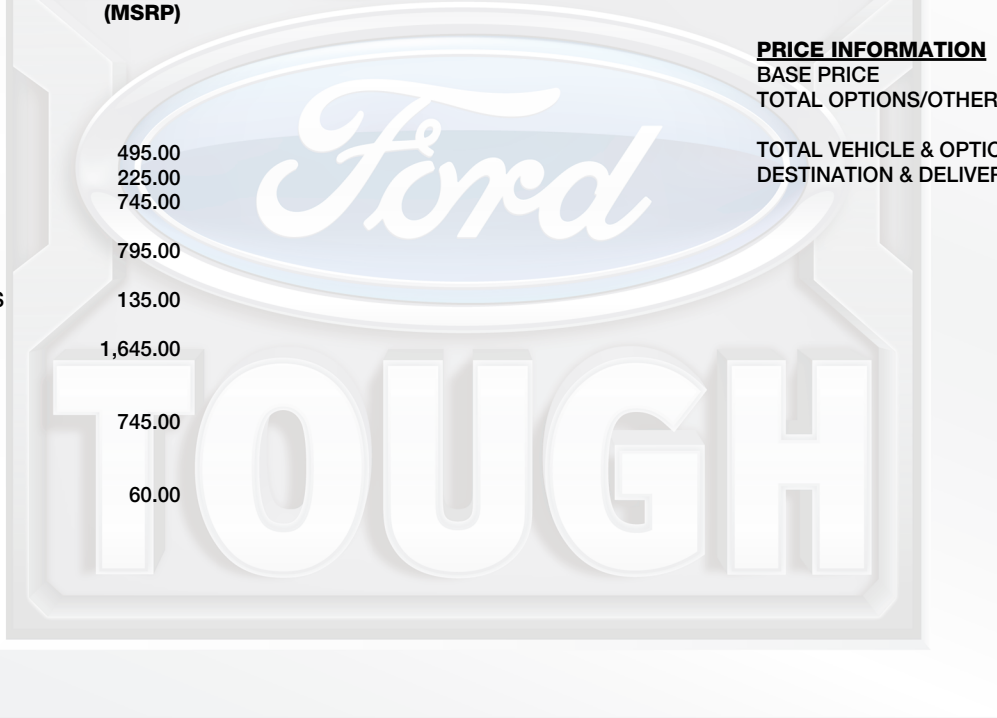 (MSRP)
495.00
225.00
745.00
795.00
S
135.00
1,645.00
745.00
60.00
PRICE INFORMATION
BASE PRICE
TOTAL OPTIONS/OTHER
TOTAL VEHICLE & OPTIO
DESTINATION & DELIVER
Ford
TOUGH